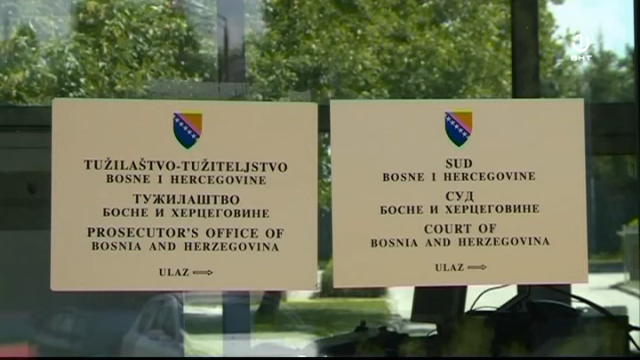 TUŽILAŠTVO-TUŽITELJSTVO
BOSNE I HERCEGOVINE
ТУЖИЛАШТВО
БОСНЕ И ХЕРЦЕГОВИНЕ
PROSECUTOR'S OFFICE OF
BOSNIA AND HERZEGOVINA
ULAZ ⇨
SUD
BOSNE I HERCEGOVINE
СУД
БОСНЕ И ХЕРЦЕГОВИНЕ
COURT OF
BOSNIA AND HERZEGOVINA
ULAZ ⇨